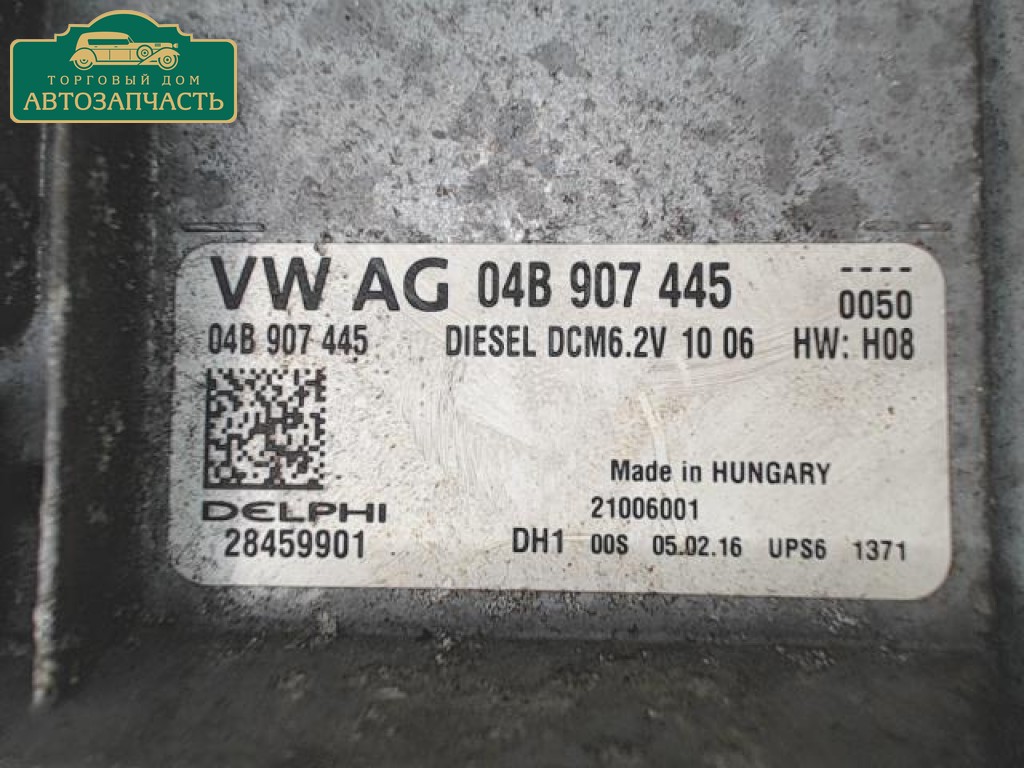 ТОРГОВЫЙ ДОМ
АВТОЗАПЧАСТЬ
VW AG 04B 907 445 ----
0050
04B 907 445 DIESEL DCM6.2V 10 06 HW: H08
Made in HUNGARY
DELPHI 21006001
28459901 DH1 00S 05.02.16 UPS6 1371